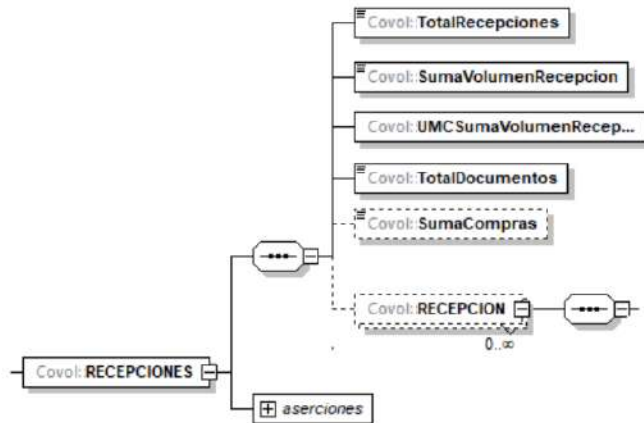 Covol::TotalRecepciones
Covol::SumaVolumenRecepcion
Covol::UMCSumaVolumenRecep...
Covol::TotalDocumentos
Covol::SumaCompras
Covol::RECEPCION
0..∞
Covol::RECEPCIONES
aserciones